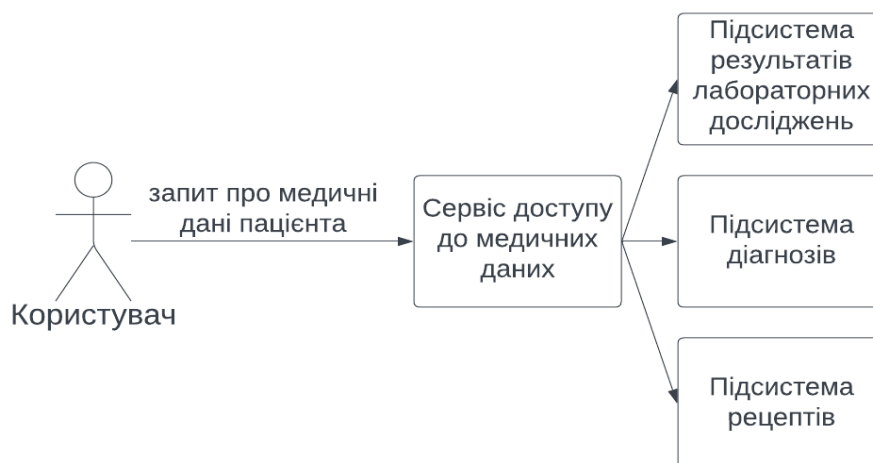 Користувач
запит про медичні
дані пацієнта
Сервіс доступу
до медичних
даних
Підсистема
результатів
лабораторних
досліджень
Підсистема
діагнозів
Підсистема
рецептів